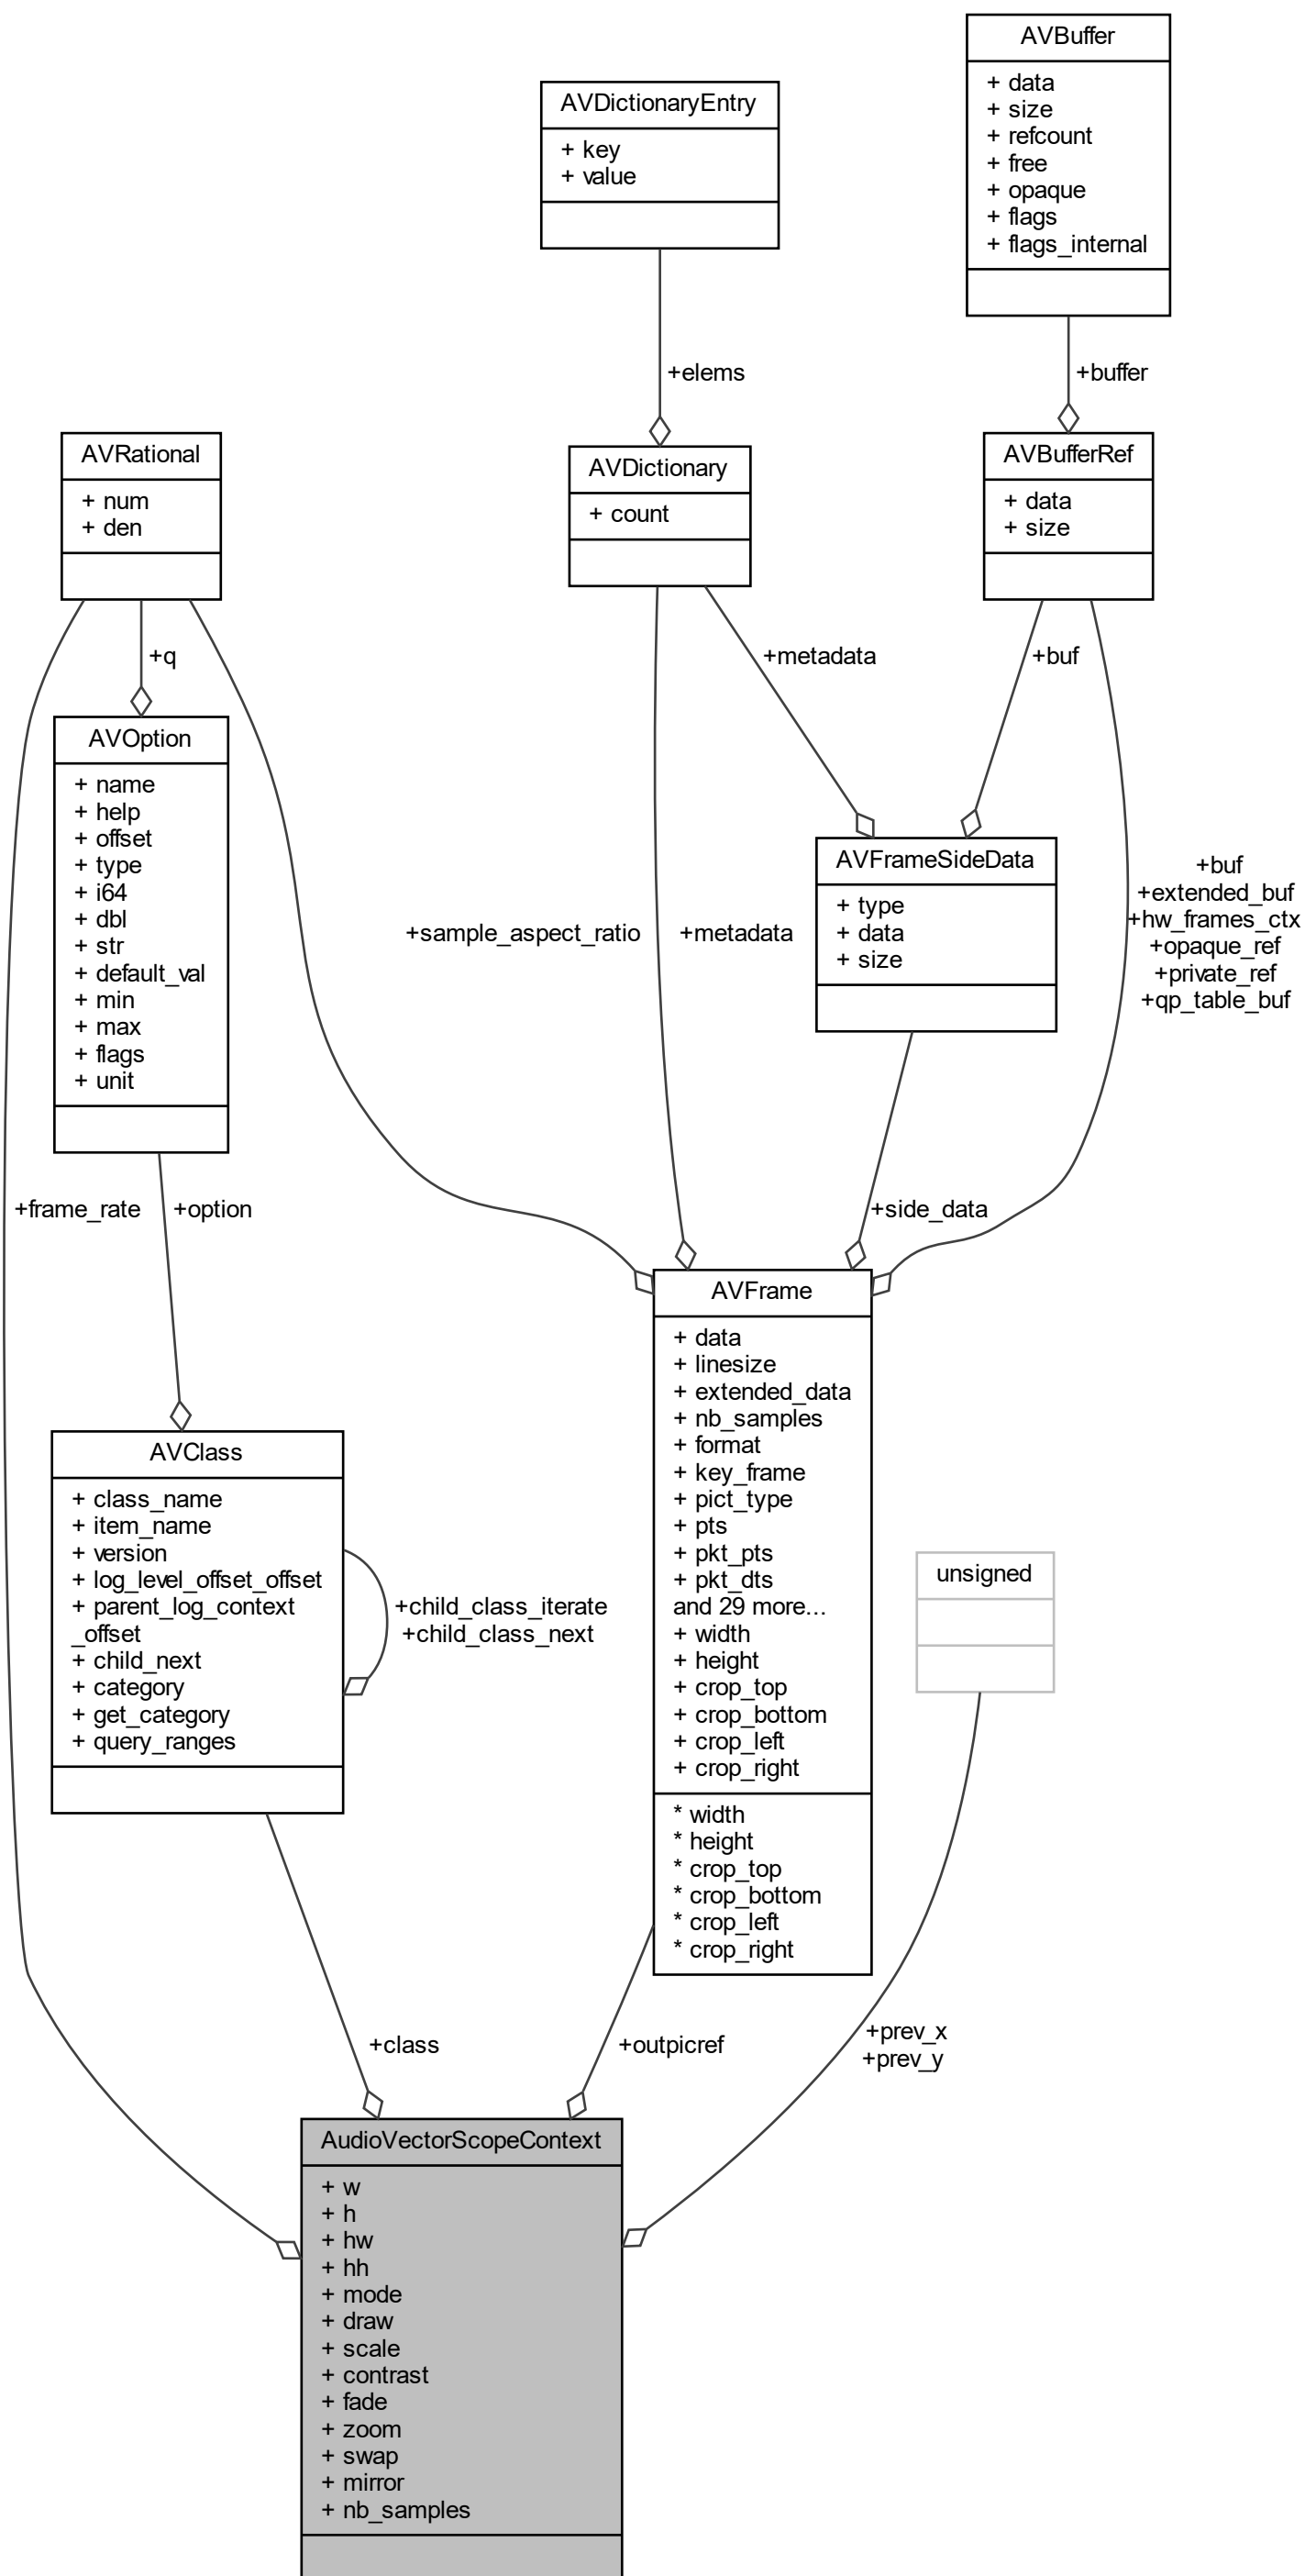 AVBuffer
+ data
+ size
+ refcount
+ free
+ opaque
+ flags
+ flags_internal
AVDictionaryEntry
+ key
+ value
+elems
+buffer
AVRational
+ num
+ den
AVDictionary
+ count
AVBufferRef
+ data
+ size
+q
+metadata
+buf
AVOption
+ name
+ help
+ offset
+ type
+ i64
+ dbl
+ str
+ default_val
+ min
+ max
+ flags
+ unit
AVFrameSideData
+ type
+ data
+ size
+sample_aspect_ratio
+metadata
+buf
+extended_buf
+hw_frames_ctx
+opaque_ref
+private_ref
+qp_table_buf
+frame_rate
+option
+side_data
AVFrame
+ data
+ linesize
+ extended_data
+ nb_samples
+ format
+ key_frame
+ pict_type
+ pts
+ pkt_pts
+ pkt_dts
and 29 more...
+ width
+ height
+ crop_top
+ crop_bottom
+ crop_left
+ crop_right
* width
* height
* crop_top
* crop_bottom
* crop_left
* crop_right
AVClass
+ class_name
+ item_name
+ version
+ log_level_offset_offset
+ parent_log_context
_offset
+ child_next
+ category
+ get_category
+ query_ranges
+child_class_iterate
+child_class_next
unsigned
+class
+outpicref
+prev_x
+prev_y
AudioVectorScopeContext
+ w
+ h
+ hw
+ hh
+ mode
+ draw
+ scale
+ contrast
+ fade
+ zoom
+ swap
+ mirror
+ nb_samples